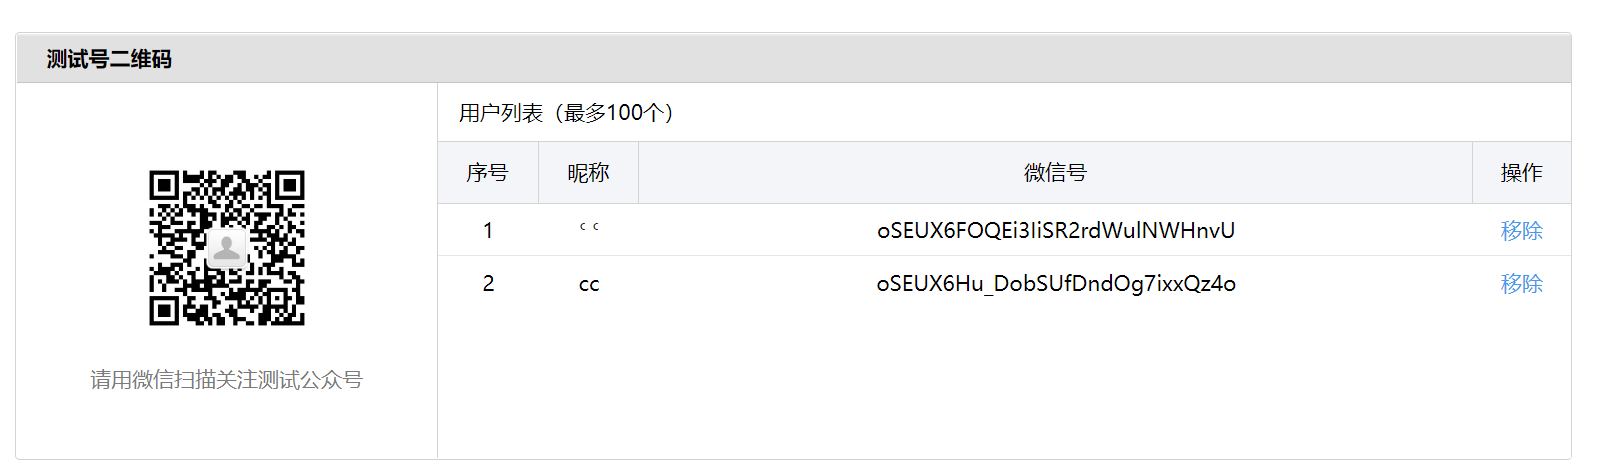 测试号二维码
用户列表（最多100个）
序号 昵称 微信号 操作
1 ᶜ ᶜ oSEUX6FOQEi3IiSR2rdWulNWHnvU 移除
2 cc oSEUX6Hu_DobSUfDndOg7ixxQz4o 移除
请用微信扫描关注测试公众号